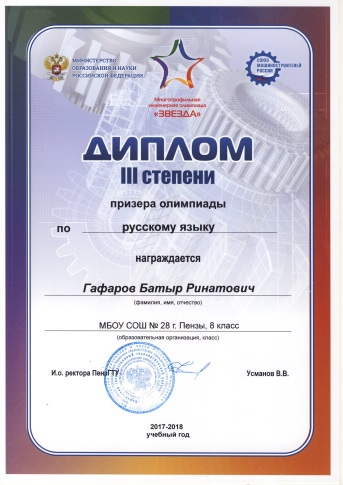 МИНИСТЕРСТВО
ОБРАЗОВАНИЯ И НАУКИ
РОССИЙСКОЙ ФЕДЕРАЦИИ
СОЮЗ
МАШИНОСТРОИТЕЛЕЙ
РОССИИ
Многопрофильная
инженерная олимпиада
«ЗВЕЗДА»
ДИПЛОМ
III СТЕПЕНИ
призера олимпиады
по русскому языку
награждается
Гафаров Батыр Ринатович
(фамилия, имя, отчество)
МБОУ СОШ № 28 г. Пензы, 8 класс
(образовательная организация, класс)
И.о. ректора ПензГТУ Усманов В.В.
2017-2018
учебный год